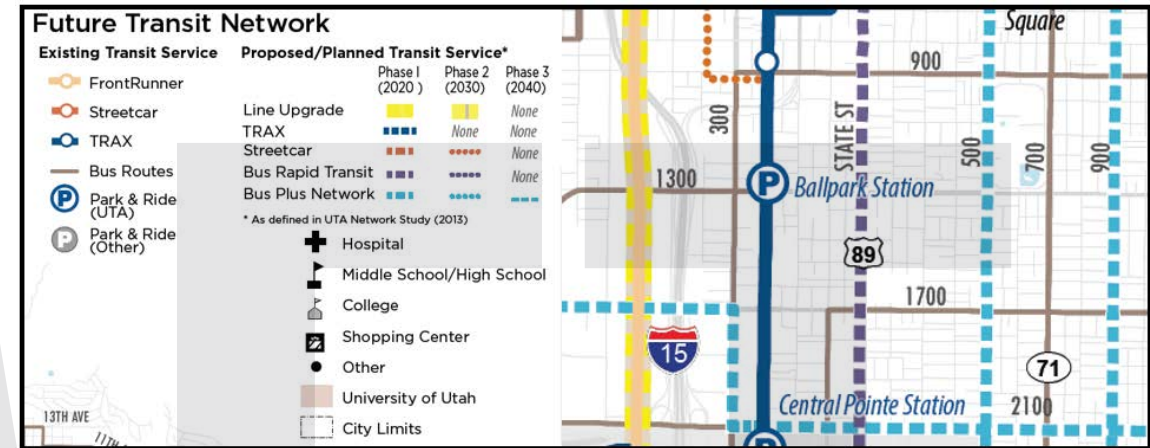 Future Transit Network
Existing Transit Service
FrontRunner
Streetcar
TRAX
Bus Routes
Park & Ride
(UTA)
Park & Ride
(Other)
Proposed/Planned Transit Service*
Phase I Phase 2 Phase 3
(2020 ) (2030) (2040)
Line Upgrade None
TRAX None None
Streetcar None
Bus Rapid Transit None
Bus Plus Network
* As defined in UTA Network Study (2013)
Hospital
Middle School/High School
College
Shopping Center
Other
University of Utah
City Limits
13TH AVE
11TH
Square
900
300
STATE ST
500
700
900
1300
P Ballpark Station
89
1700
15
71
Central Pointe Station
2100
P